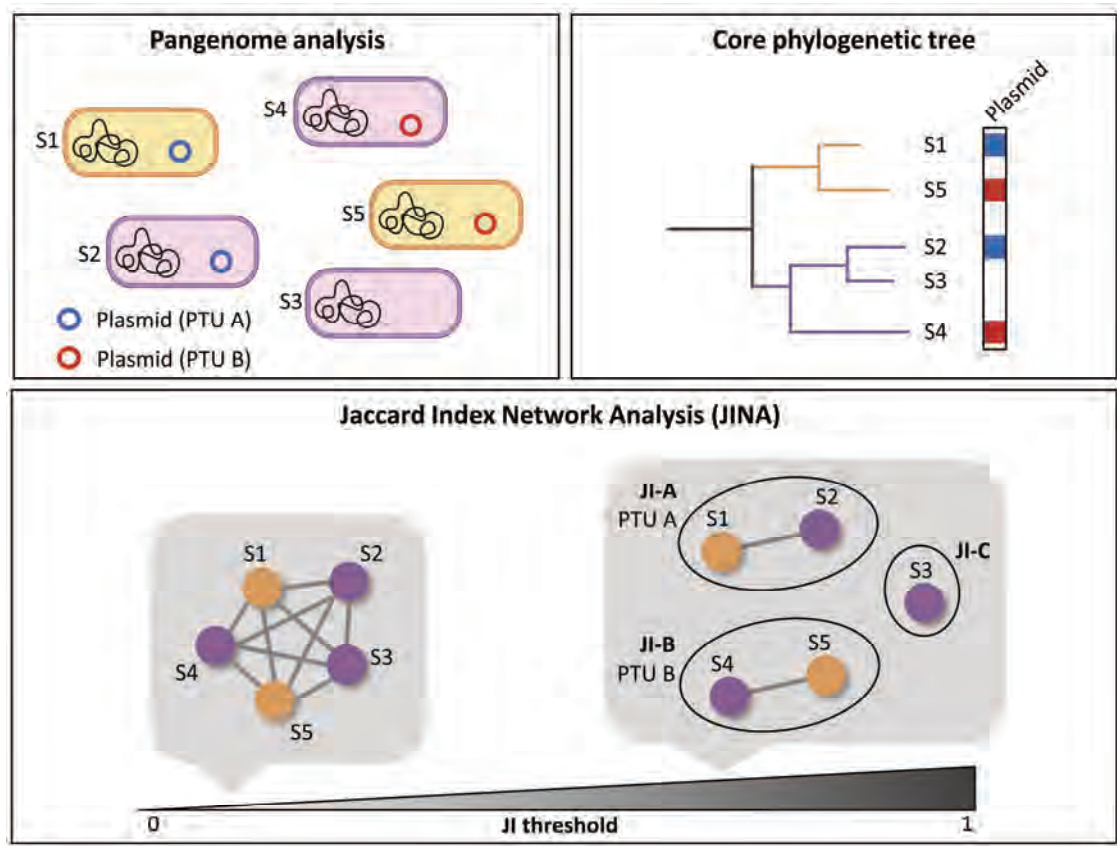 Pangenome analysis
S1
S4
S5
S2
S3
Plasmid (PTU A)
Plasmid (PTU B)
Core phylogenetic tree
Plasmid
S1
S5
S2
S3
S4
Jaccard Index Network Analysis (JINA)
S1
S2
S4
S3
S5
JI-A
PTU A
S1
S2
JI-C
S3
JI-B
PTU B
S4
S5
0
JI threshold
1